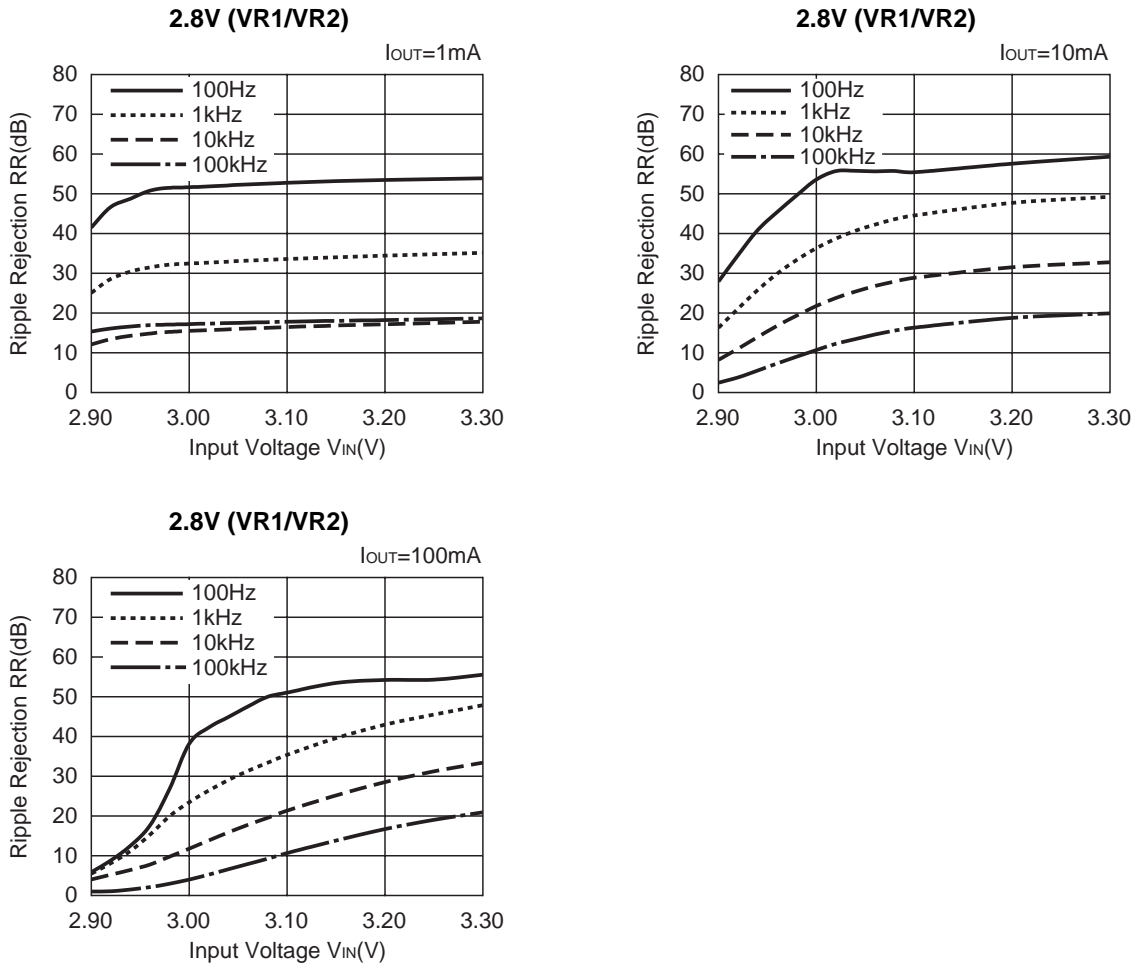 2.8V (VR1/VR2)
IOUT=1mA
Ripple Rejection RR(dB)
80
70
60
50
40
30
20
10
0
100Hz
1kHz
10kHz
100kHz
2.90 3.00 3.10 3.20 3.30
Input Voltage VIN(V)
2.8V (VR1/VR2)
IOUT=10mA
Ripple Rejection RR(dB)
80
70
60
50
40
30
20
10
0
100Hz
1kHz
10kHz
100kHz
2.90 3.00 3.10 3.20 3.30
Input Voltage VIN(V)
2.8V (VR1/VR2)
IOUT=100mA
Ripple Rejection RR(dB)
80
70
60
50
40
30
20
10
0
100Hz
1kHz
10kHz
100kHz
2.90 3.00 3.10 3.20 3.30
Input Voltage VIN(V)